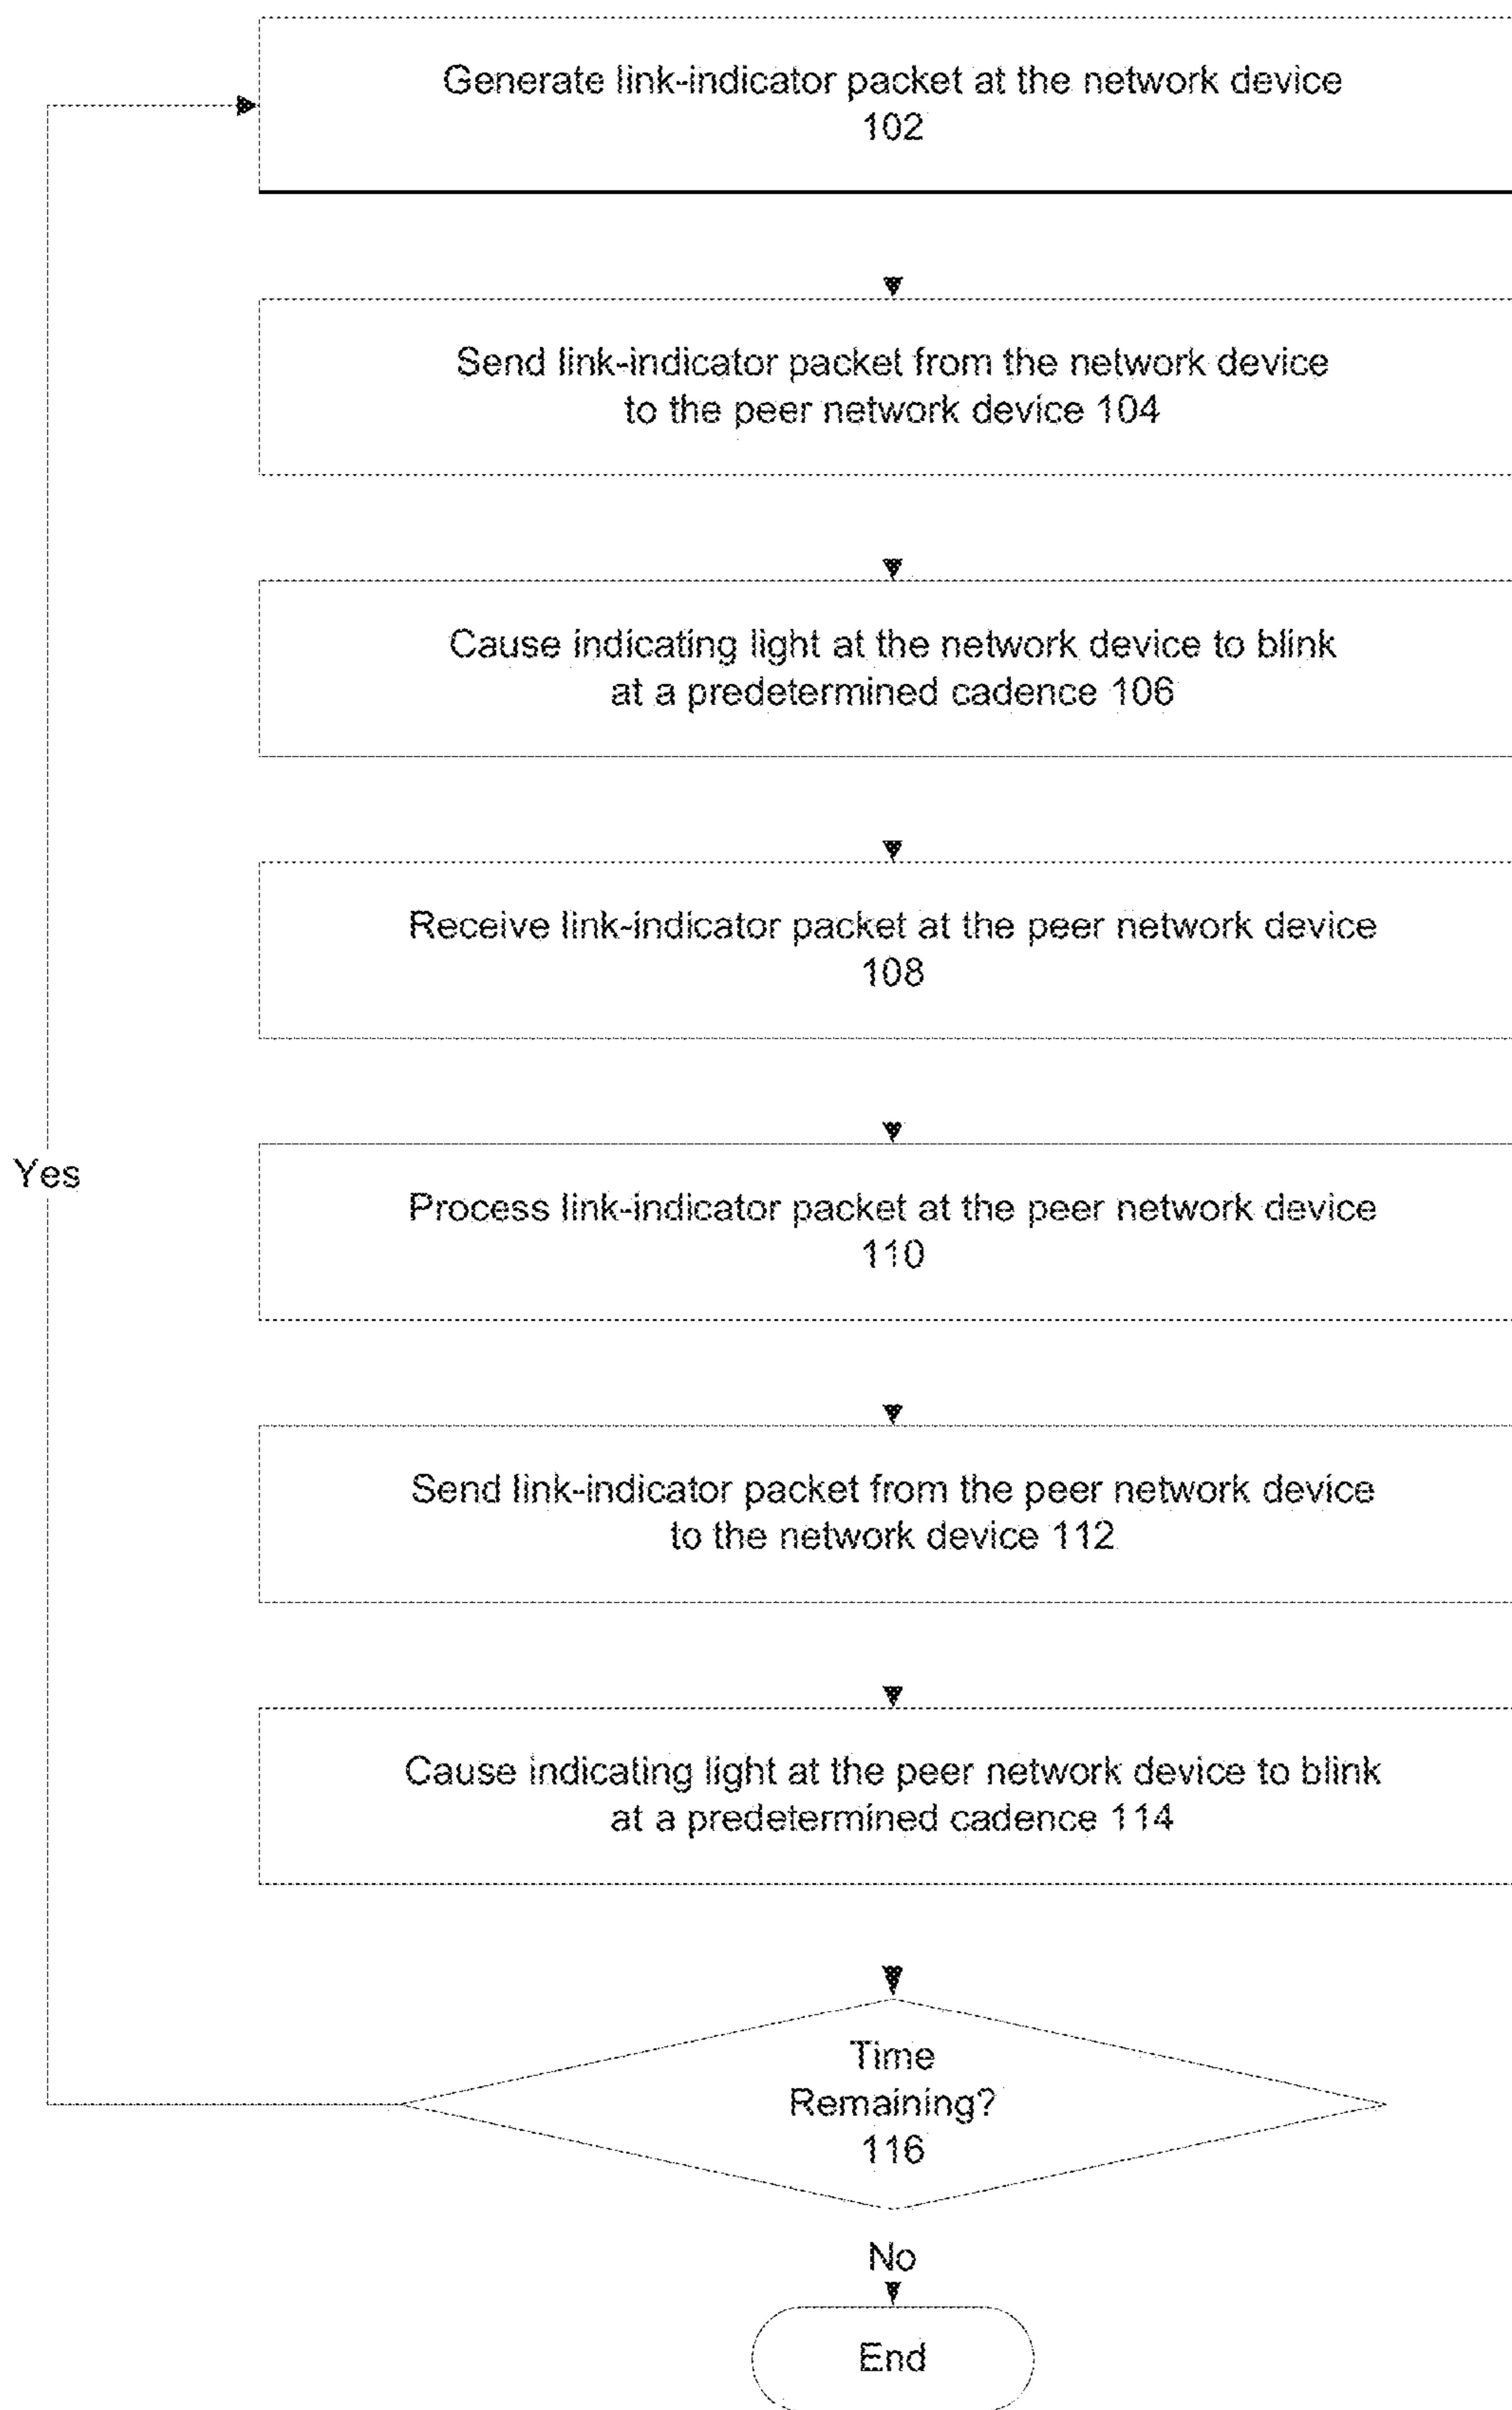 Generate link-indicator packet at the network device
102
Send link-indicator packet from the network device
to the peer network device 104
Cause indicating light at the network device to blink
at a predetermined cadence 106
Receive link-indicator packet at the peer network device
108
Yes
Process link-indicator packet at the peer network device
110
Send link-indicator packet from the peer network device
to the network device 112
Cause indicating light at the peer network device to blink
at a predetermined cadence 114
Time
Remaining?
116
No
End